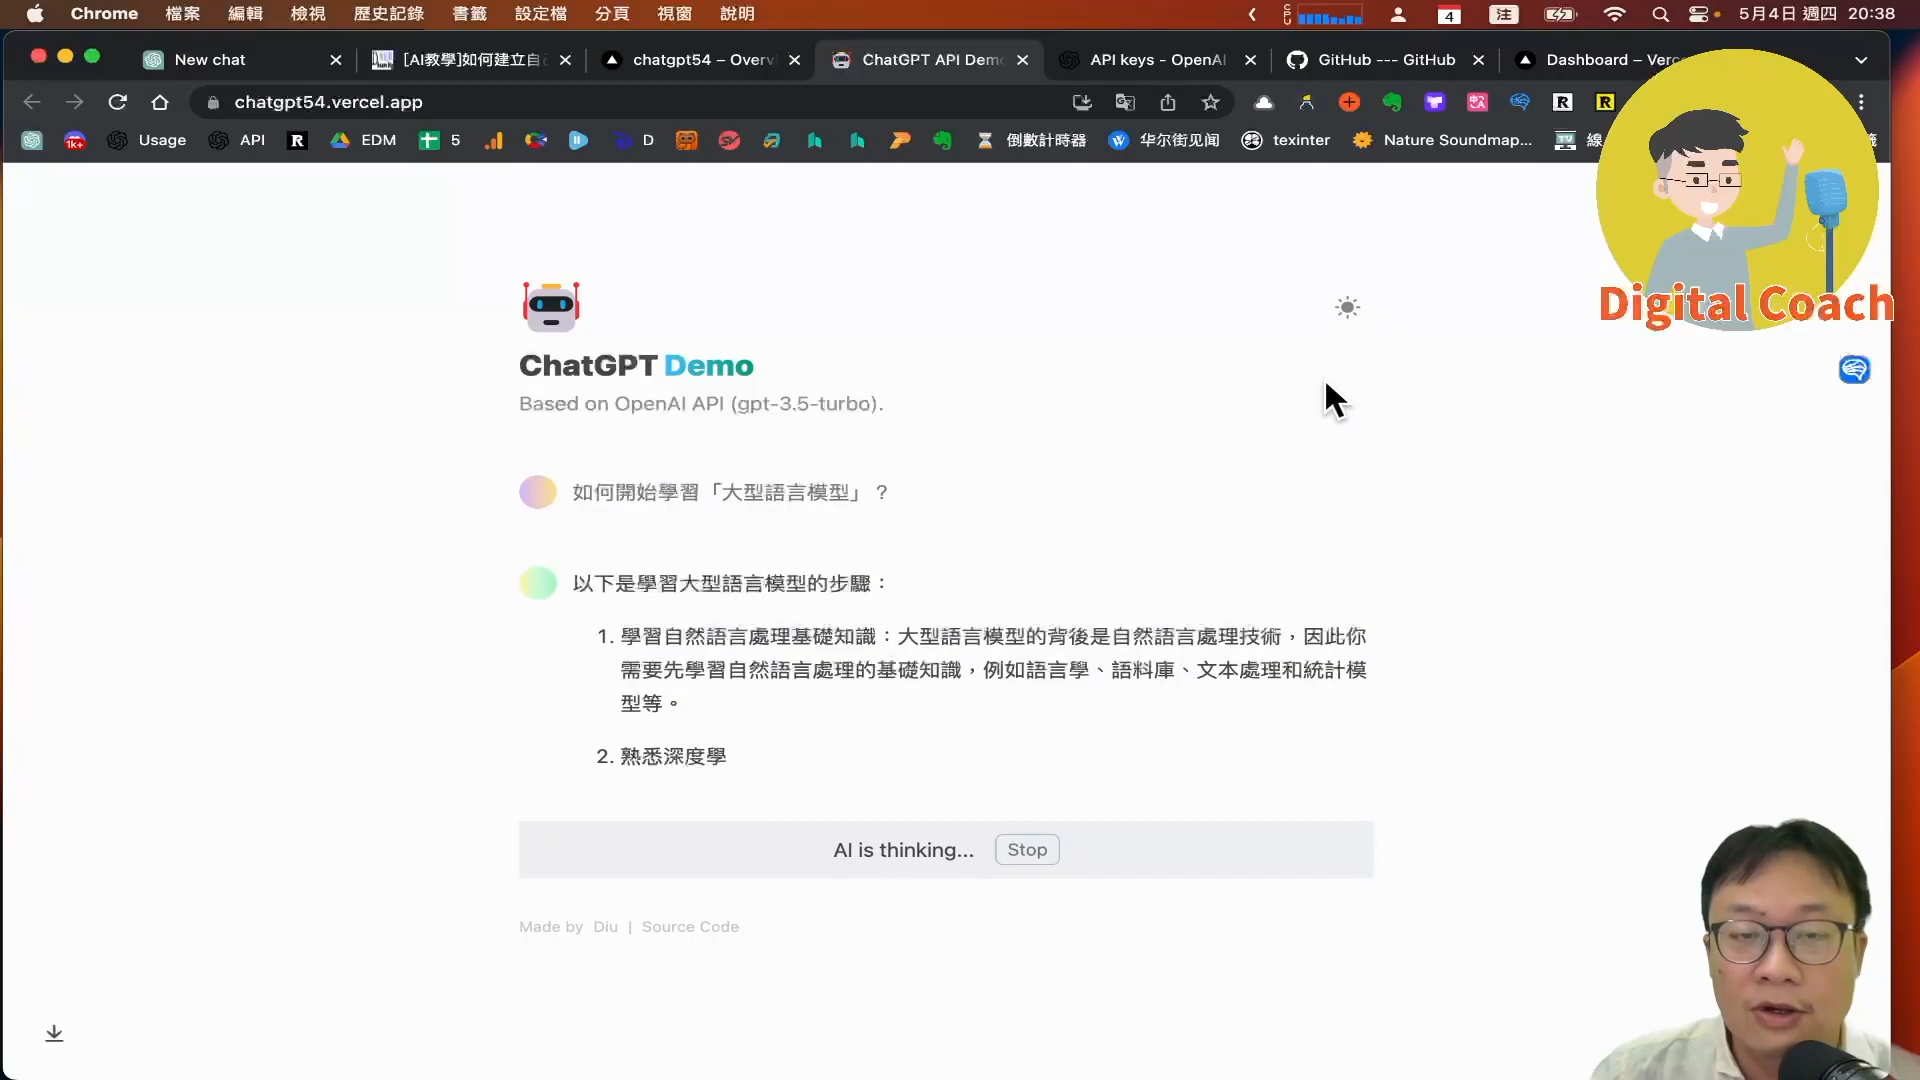 Chrome 檔案 編輯 檢視 歷史記錄 書籤 設定檔 分頁 視窗 說明 CPU 4 注 5月4日 週四 20:38
New chat [AI教學]如何建立自 chatgpt54 – Overv ChatGPT API Demo API keys - OpenAI GitHub --- GitHub Dashboard – Verc
chatgpt54.vercel.app
1k+ Usage API R EDM 5 D 倒數計時器 华尔街见闻 texinter Nature Soundmap... 線
Digital Coach
ChatGPT Demo
Based on OpenAI API (gpt-3.5-turbo).
如何開始學習「大型語言模型」？
以下是學習大型語言模型的步驟：
1. 學習自然語言處理基礎知識：大型語言模型的背後是自然語言處理技術，因此你
需要先學習自然語言處理的基礎知識，例如語言學、語料庫、文本處理和統計模
型等。
2. 熟悉深度學
AI is thinking... Stop
Made by Diu | Source Code